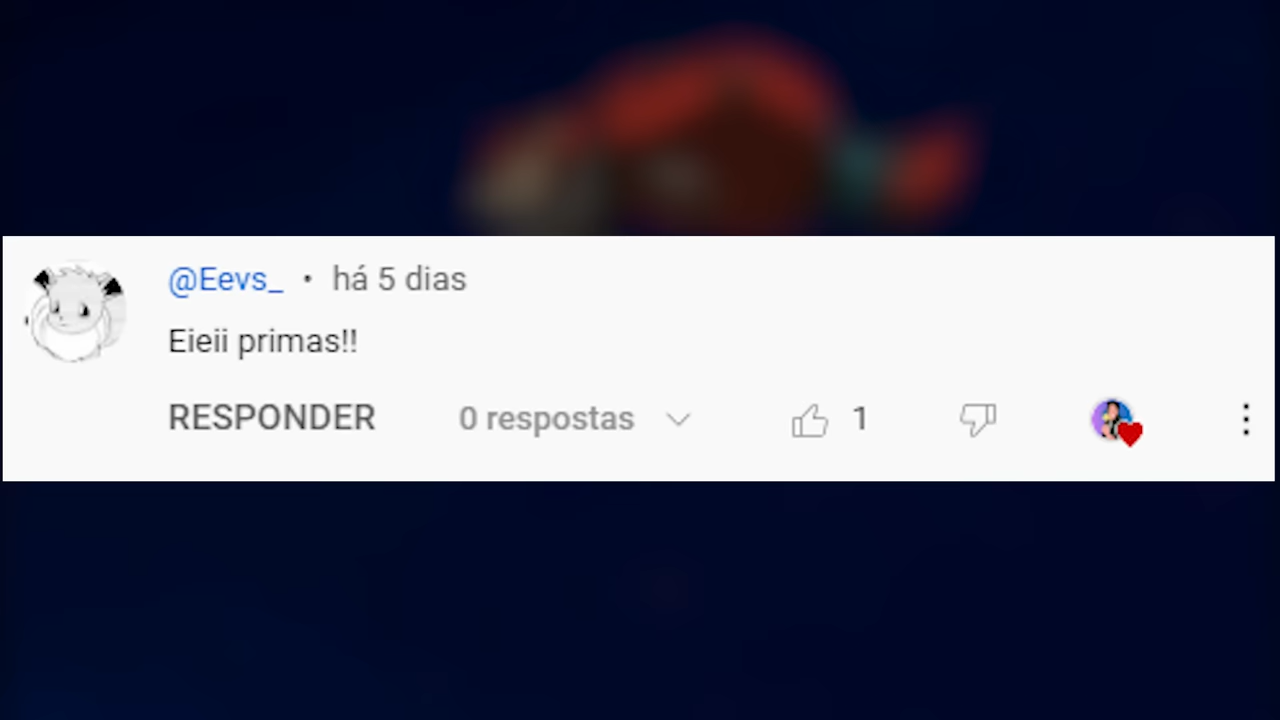 @Eevs_ • há 5 dias
Eieii primas!!
RESPONDER 0 respostas 1